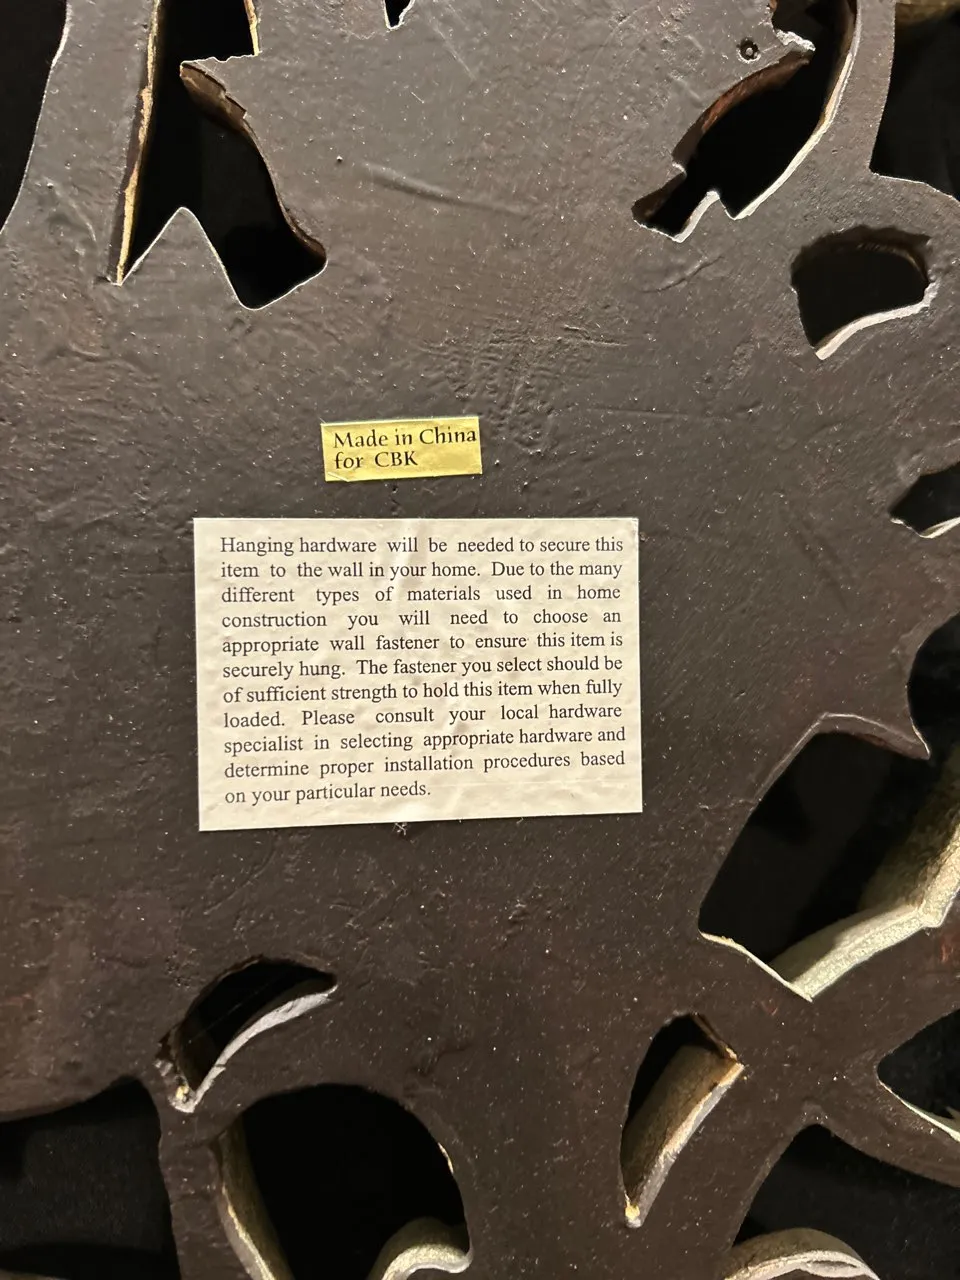 Made in China
for CBK
Hanging hardware will be needed to secure this
item to the wall in your home. Due to the many
different types of materials used in home
construction you will need to choose an
appropriate wall fastener to ensure this item is
securely hung. The fastener you select should be
of sufficient strength to hold this item when fully
loaded. Please consult your local hardware
specialist in selecting appropriate hardware and
determine proper installation procedures based
on your particular needs.